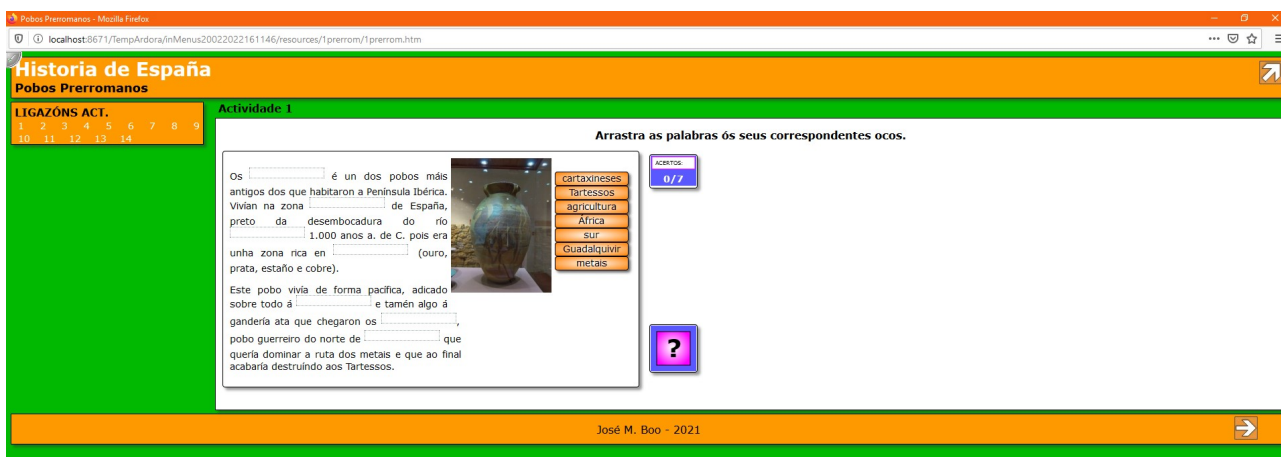 Pobos Prerromanos - Mozilla Firefox
localhost:8671/TempArdora/inMenus20022022161146/resources/1prerrom/1prerrom.htm
Historia de España
Pobos Prerromanos
LIGAZÓNS ACT.
1 2 3 4 5 6 7 8 9
10 11 12 13 14
Actividade 1
Arrastra as palabras ós seus correspondentes ocos.
Os é un dos pobos máis
antigos dos que habitaron a Península Ibérica.
Vivían na zona de España,
preto da desembocadura do río
1.000 anos a. de C. pois era
unha zona rica en (ouro,
prata, estaño e cobre).
Este pobo vivía de forma pacífica, adicado
sobre todo á e tamén algo á
gandería ata que chegaron os ,
pobo guerreiro do norte de que
quería dominar a ruta dos metais e que ao final
acabaría destruíndo aos Tartessos.
cartaxineses
Tartessos
agricultura
África
sur
Guadalquivir
metais
ACERTOS:
0/7
?
José M. Boo - 2021